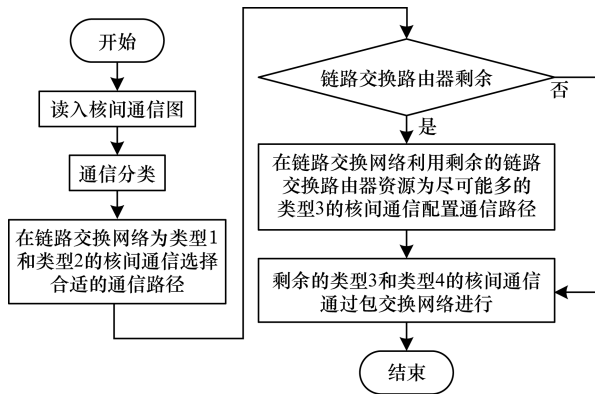 开始
读入核间通信图
通信分类
在链路交换网络为类型1
和类型2的核间通信选择
合适的通信路径
链路交换路由器剩余
否
是
在链路交换网络利用剩余的链路
交换路由器资源为尽可能多的
类型3的核间通信配置通信路径
剩余的类型3和类型4的核间通信
通过包交换网络进行
结束